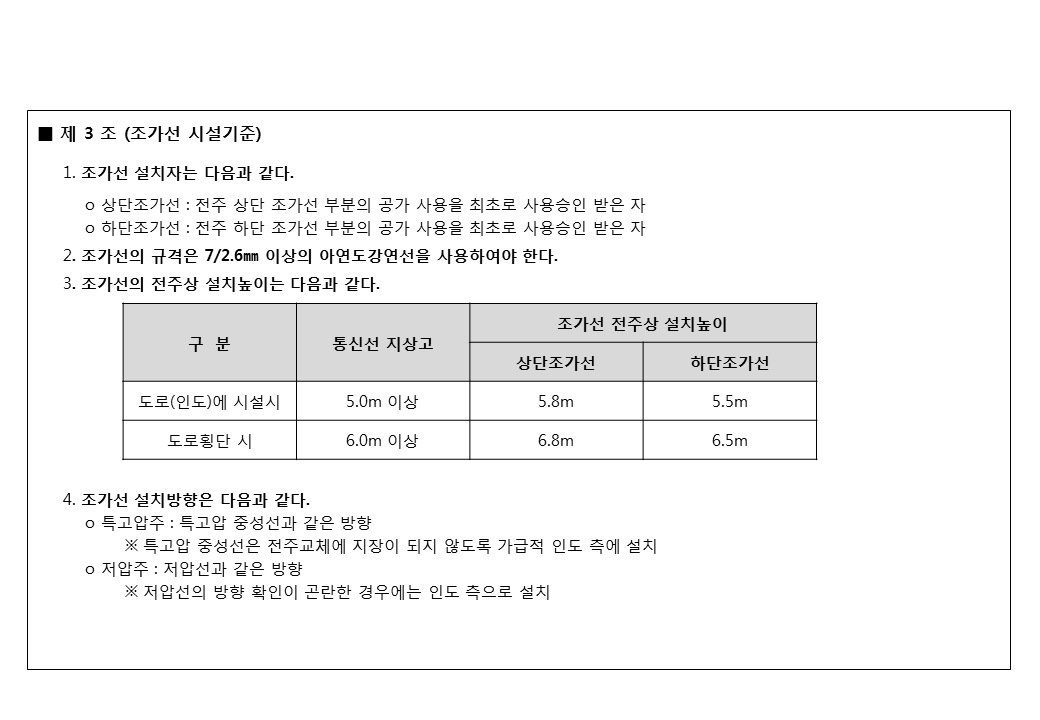 ■ 제 3 조 (조가선 시설기준)
1. 조가선 설치자는 다음과 같다.
o 상단조가선 : 전주 상단 조가선 부분의 공가 사용을 최초로 사용승인 받은 자
o 하단조가선 : 전주 하단 조가선 부분의 공가 사용을 최초로 사용승인 받은 자
2. 조가선의 규격은 7/2.6㎜ 이상의 아연도강연선을 사용하여야 한다.
3. 조가선의 전주상 설치높이는 다음과 같다.
구 분 통신선 지상고 조가선 전주상 설치높이
상단조가선 하단조가선
도로(인도)에 시설시 5.0m 이상 5.8m 5.5m
도로횡단 시 6.0m 이상 6.8m 6.5m
4. 조가선 설치방향은 다음과 같다.
o 특고압주 : 특고압 중성선과 같은 방향
※ 특고압 중성선은 전주교체에 지장이 되지 않도록 가급적 인도 측에 설치
o 저압주 : 저압선과 같은 방향
※ 저압선의 방향 확인이 곤란한 경우에는 인도 측으로 설치